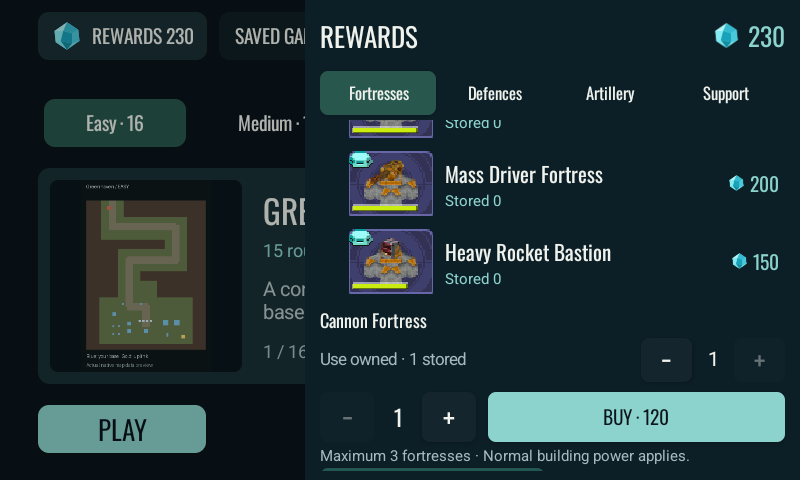 REWARDS 230
SAVED GA
Easy · 16
Medium ·
Greentown / EASY
GRE
15 rou
A co
base
1 / 16
PLAY
REWARDS
230
Fortresses
Defences
Artillery
Support
Stored 0
Mass Driver Fortress
Stored 0
200
Heavy Rocket Bastion
Stored 0
150
Cannon Fortress
Use owned · 1 stored
- 1 +
- 1 +
BUY · 120
Maximum 3 fortresses · Normal building power applies.